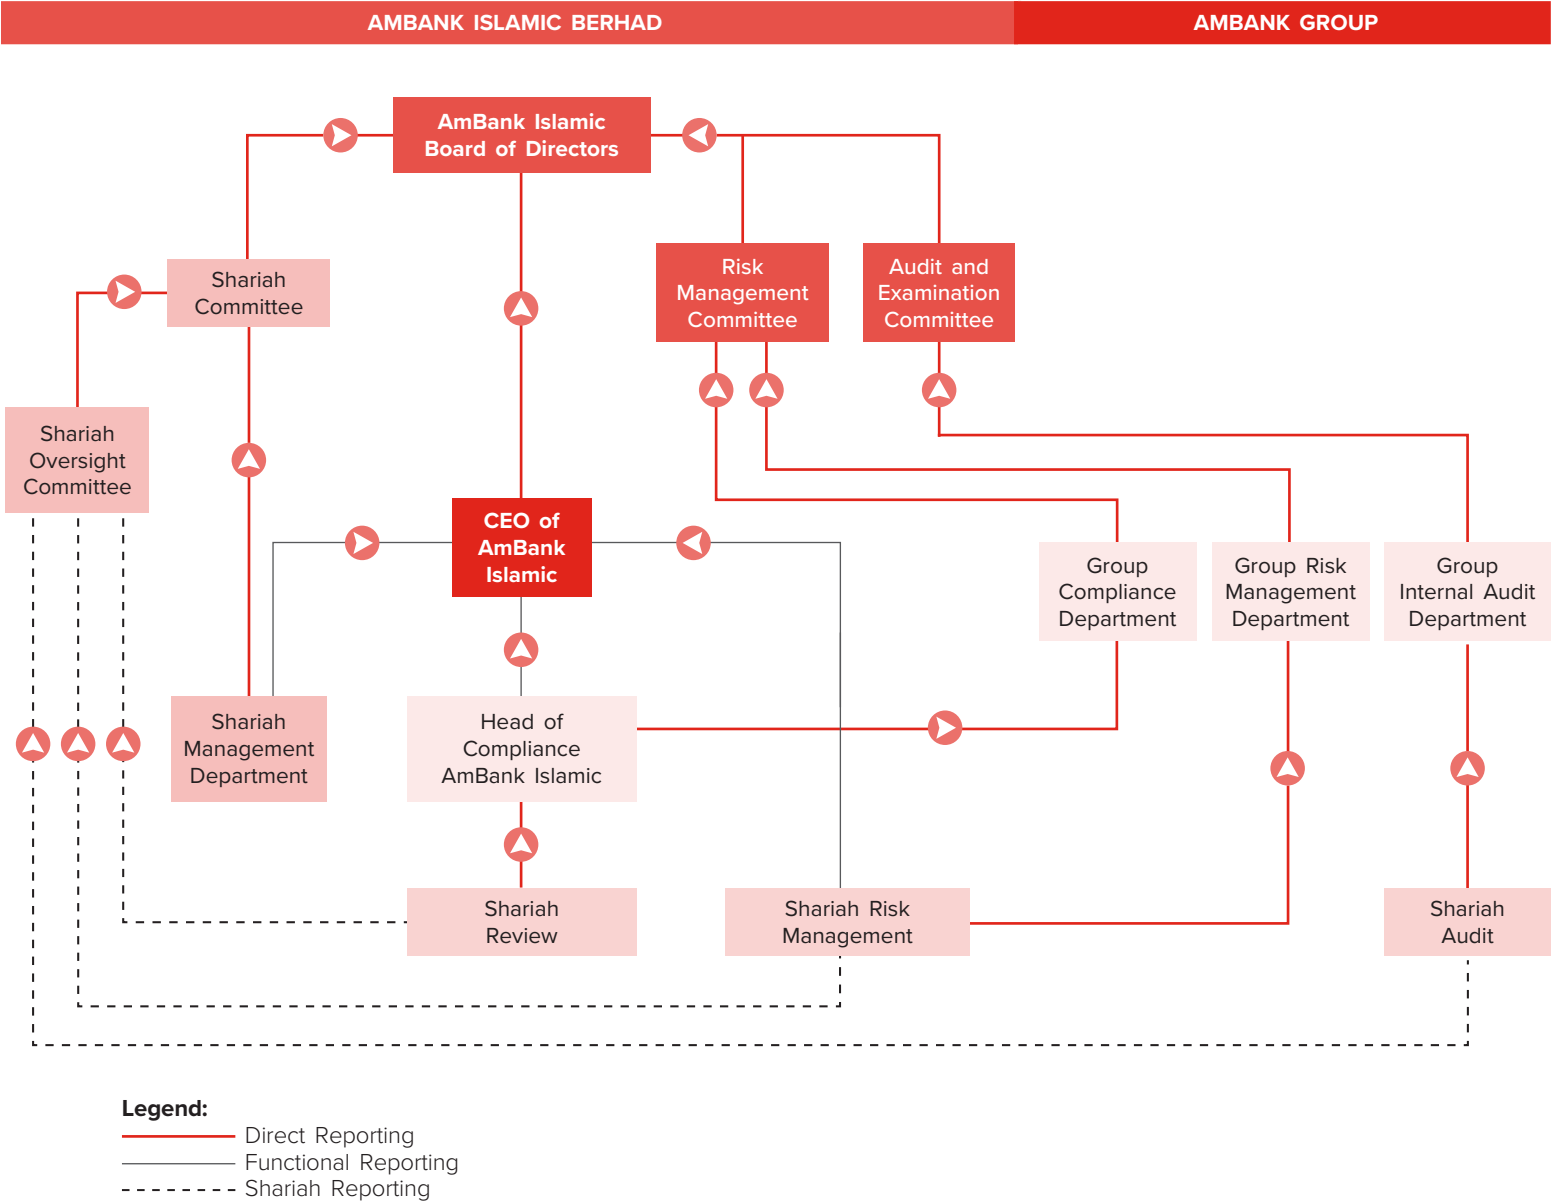 AMBANK ISLAMIC BERHAD
AMBANK GROUP
AmBank Islamic
Board of Directors
Shariah
Committee
Risk
Management
Committee
Audit and
Examination
Committee
Shariah
Oversight
Committee
CEO of
AmBank
Islamic
Group
Compliance
Department
Group Risk
Management
Department
Group
Internal Audit
Department
Shariah
Management
Department
Head of
Compliance
AmBank Islamic
Shariah
Review
Shariah Risk
Management
Shariah
Audit
Legend:
Direct Reporting
Functional Reporting
Shariah Reporting